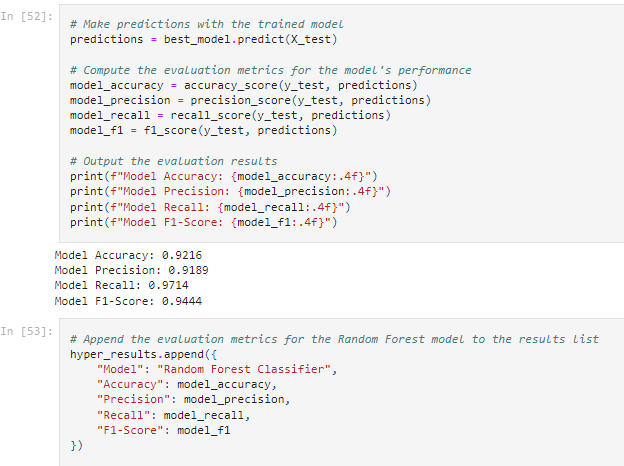 In [52]:
# Make predictions with the trained model
predictions = best_model.predict(X_test)
# Compute the evaluation metrics for the model's performance
model_accuracy = accuracy_score(y_test, predictions)
model_precision = precision_score(y_test, predictions)
model_recall = recall_score(y_test, predictions)
model_f1 = f1_score(y_test, predictions)
# Output the evaluation results
print(f"Model Accuracy: {model_accuracy:.4f}")
print(f"Model Precision: {model_precision:.4f}")
print(f"Model Recall: {model_recall:.4f}")
print(f"Model F1-Score: {model_f1:.4f}")
Model Accuracy: 0.9216
Model Precision: 0.9189
Model Recall: 0.9714
Model F1-Score: 0.9444
In [53]:
# Append the evaluation metrics for the Random Forest model to the results list
hyper_results.append({
"Model": "Random Forest Classifier",
"Accuracy": model_accuracy,
"Precision": model_precision,
"Recall": model_recall,
"F1-Score": model_f1
})